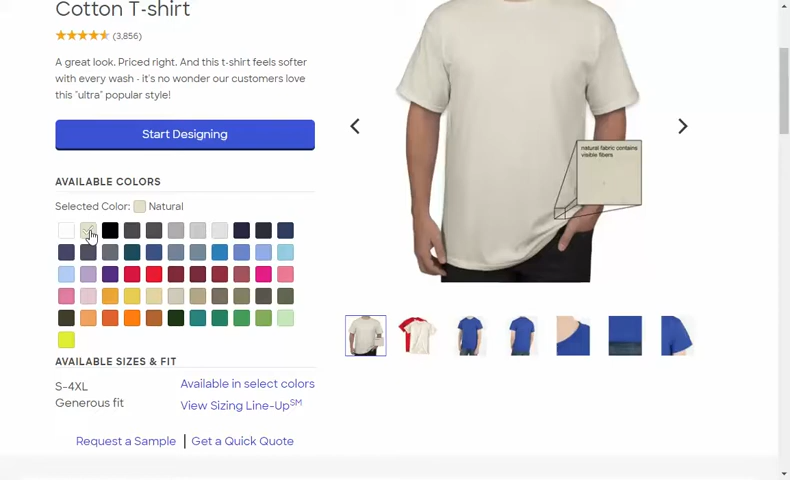 Cotton T-shirt
(3,856)
A great look. Priced right. And this t-shirt feels softer
with every wash - it's no wonder our customers love
this "ultra" popular style!
Start Designing
AVAILABLE COLORS
Selected Color: Natural
natural fabric contains
visible fibers
AVAILABLE SIZES & FIT
S-4XL
Generous fit
Available in select colors
View Sizing Line-Up℠
Request a Sample | Get a Quick Quote